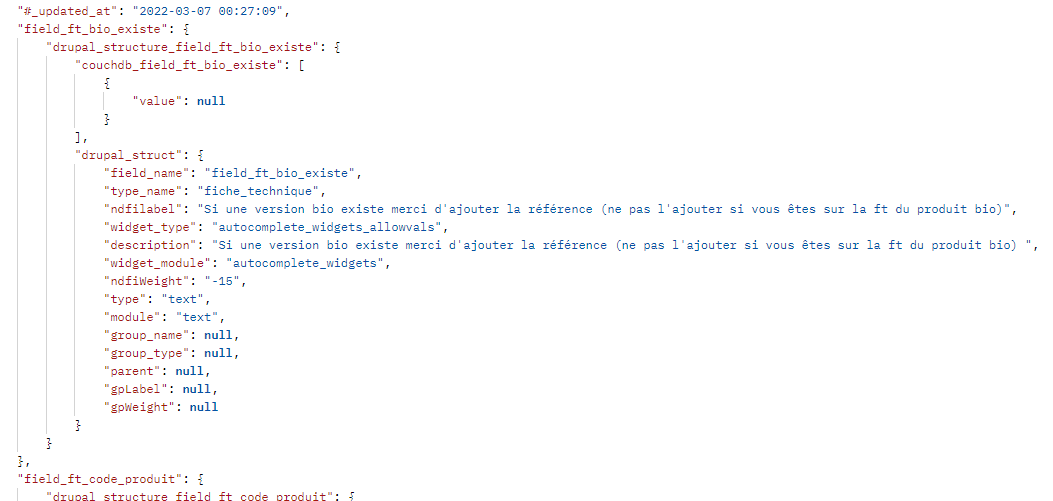 "#_updated_at": "2022-03-07 00:27:09",
"field_ft_bio_existe": {
"drupal_structure_field_ft_bio_existe": {
"couchdb_field_ft_bio_existe": [
{
"value": null
}
],
"drupal_struct": {
"field_name": "field_ft_bio_existe",
"type_name": "fiche_technique",
"ndfilabel": "Si une version bio existe merci d'ajouter la référence (ne pas l'ajouter si vous êtes sur la ft du produit bio)",
"widget_type": "autocomplete_widgets_allowvals",
"description": "Si une version bio existe merci d'ajouter la référence (ne pas l'ajouter si vous êtes sur la ft du produit bio) ",
"widget_module": "autocomplete_widgets",
"ndfiWeight": "-15",
"type": "text",
"module": "text",
"group_name": null,
"group_type": null,
"parent": null,
"gpLabel": null,
"gpWeight": null
}
}
},
"field_ft_code_produit": {
"drupal_structure_field_ft_code_produit": {